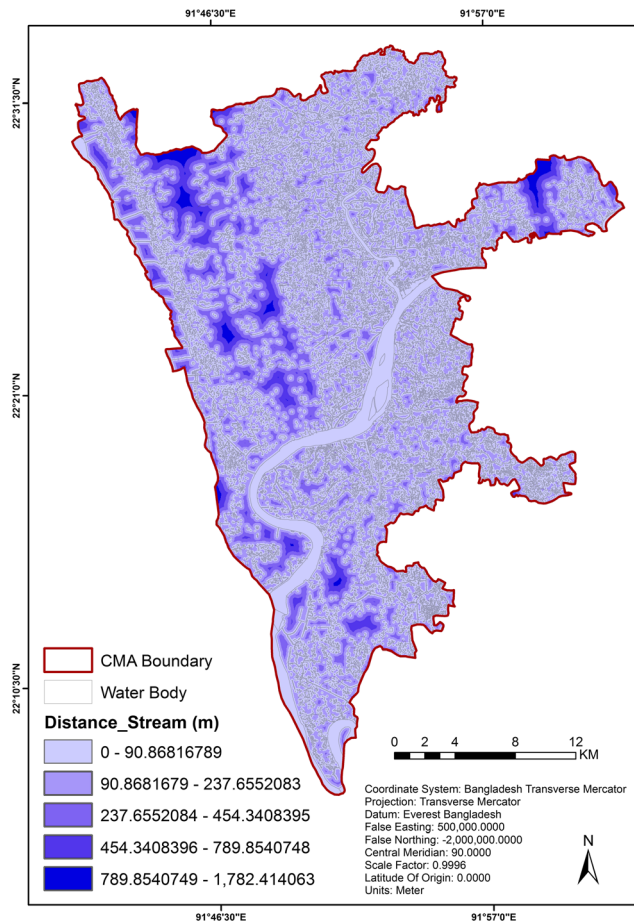 91°46'30"E 91°57'0"E
22°31'30"N
22°21'0"N
22°10'30"N
CMA Boundary
Water Body
Distance_Stream (m)
0 - 90.86816789
90.8681679 - 237.6552083
237.6552084 - 454.3408395
454.3408396 - 789.8540748
789.8540749 - 1,782.414063
0 2 4 8 12
KM
Coordinate System: Bangladesh Transverse Mercator
Projection: Transverse Mercator
Datum: Everest Bangladesh
False Easting: 500,000.0000
False Northing: -2,000,000.0000
Central Meridian: 90.0000
Scale Factor: 0.9996
Latitude Of Origin: 0.0000
Units: Meter
N
91°46'30"E 91°57'0"E